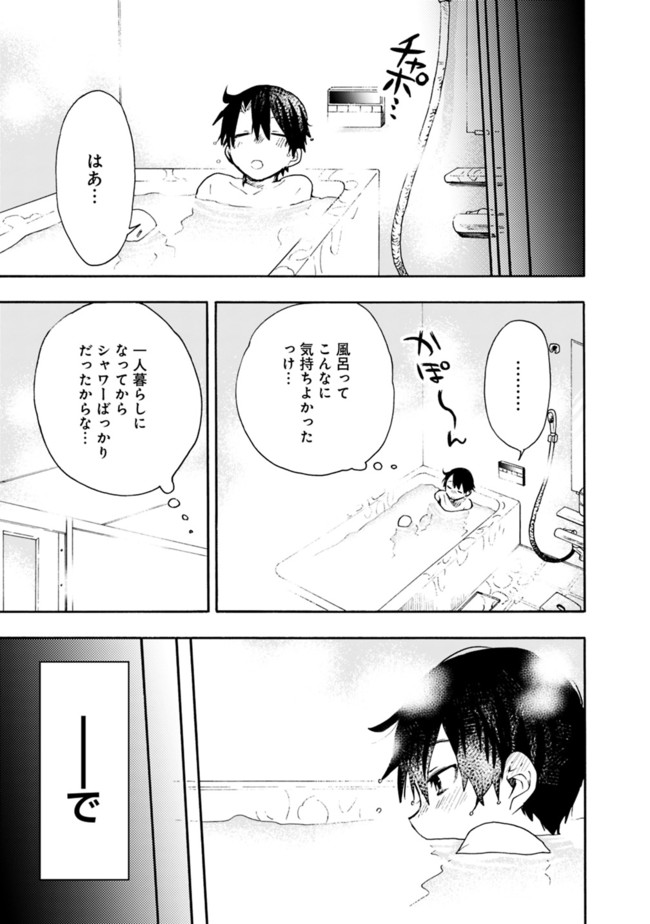 チャポ…
はあ…
………
かぽ〜〜ん
風呂って
こんなに
気持ちよかった
っけ…
一人暮らしに
なってから
シャワーばっかり
だったからな…
──で